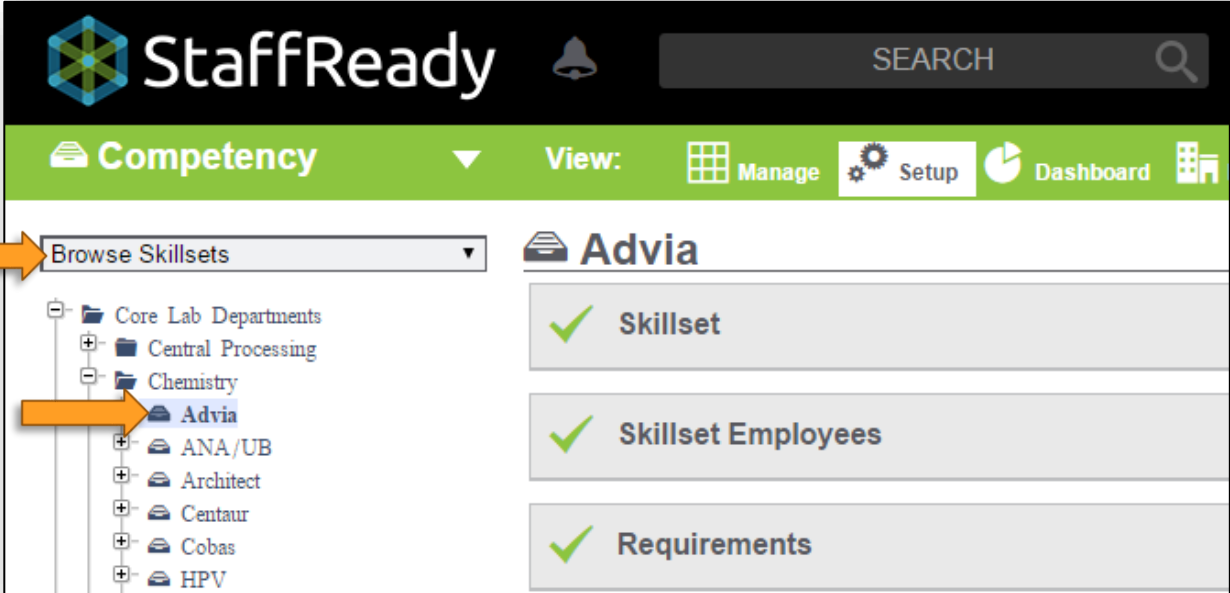 StaffReady
SEARCH
Competency
View:
Manage
Setup
Dashboard
Browse Skillsets
Core Lab Departments
Central Processing
Chemistry
Advia
ANA/UB
Architect
Centaur
Cobas
HPV
Advia
Skillset
Skillset Employees
Requirements